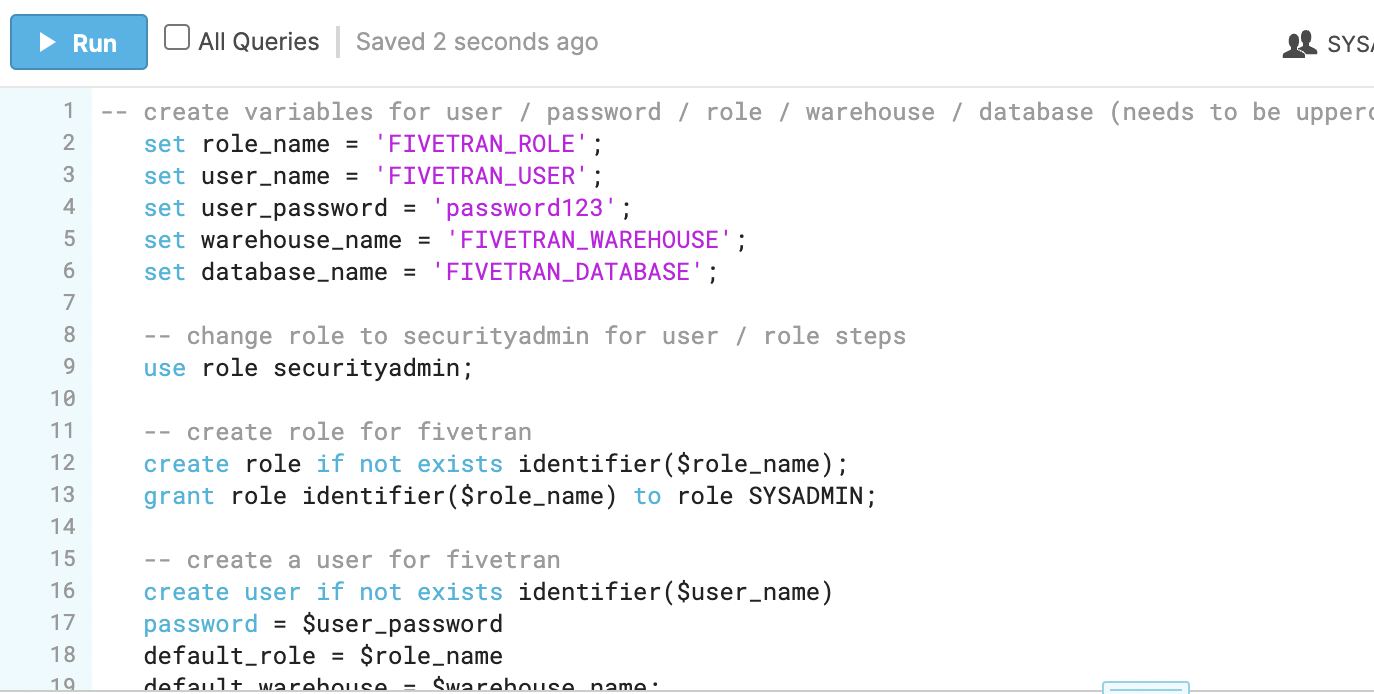 Run All Queries Saved 2 seconds ago
1 -- create variables for user / password / role / warehouse / database (needs to be
2 set role_name = 'FIVETRAN_ROLE';
3 set user_name = 'FIVETRAN_USER';
4 set user_password = 'password123';
5 set warehouse_name = 'FIVETRAN_WAREHOUSE';
6 set database_name = 'FIVETRAN_DATABASE';
7
8 -- change role to securityadmin for user / role steps
9 use role securityadmin;
10
11 -- create role for fivetran
12 create role if not exists identifier($role_name);
13 grant role identifier($role_name) to role SYSADMIN;
14
15 -- create a user for fivetran
16 create user if not exists identifier($user_name)
17 password = $user_password
18 default_role = $role_name
19 default_warehouse = $warehouse_name;